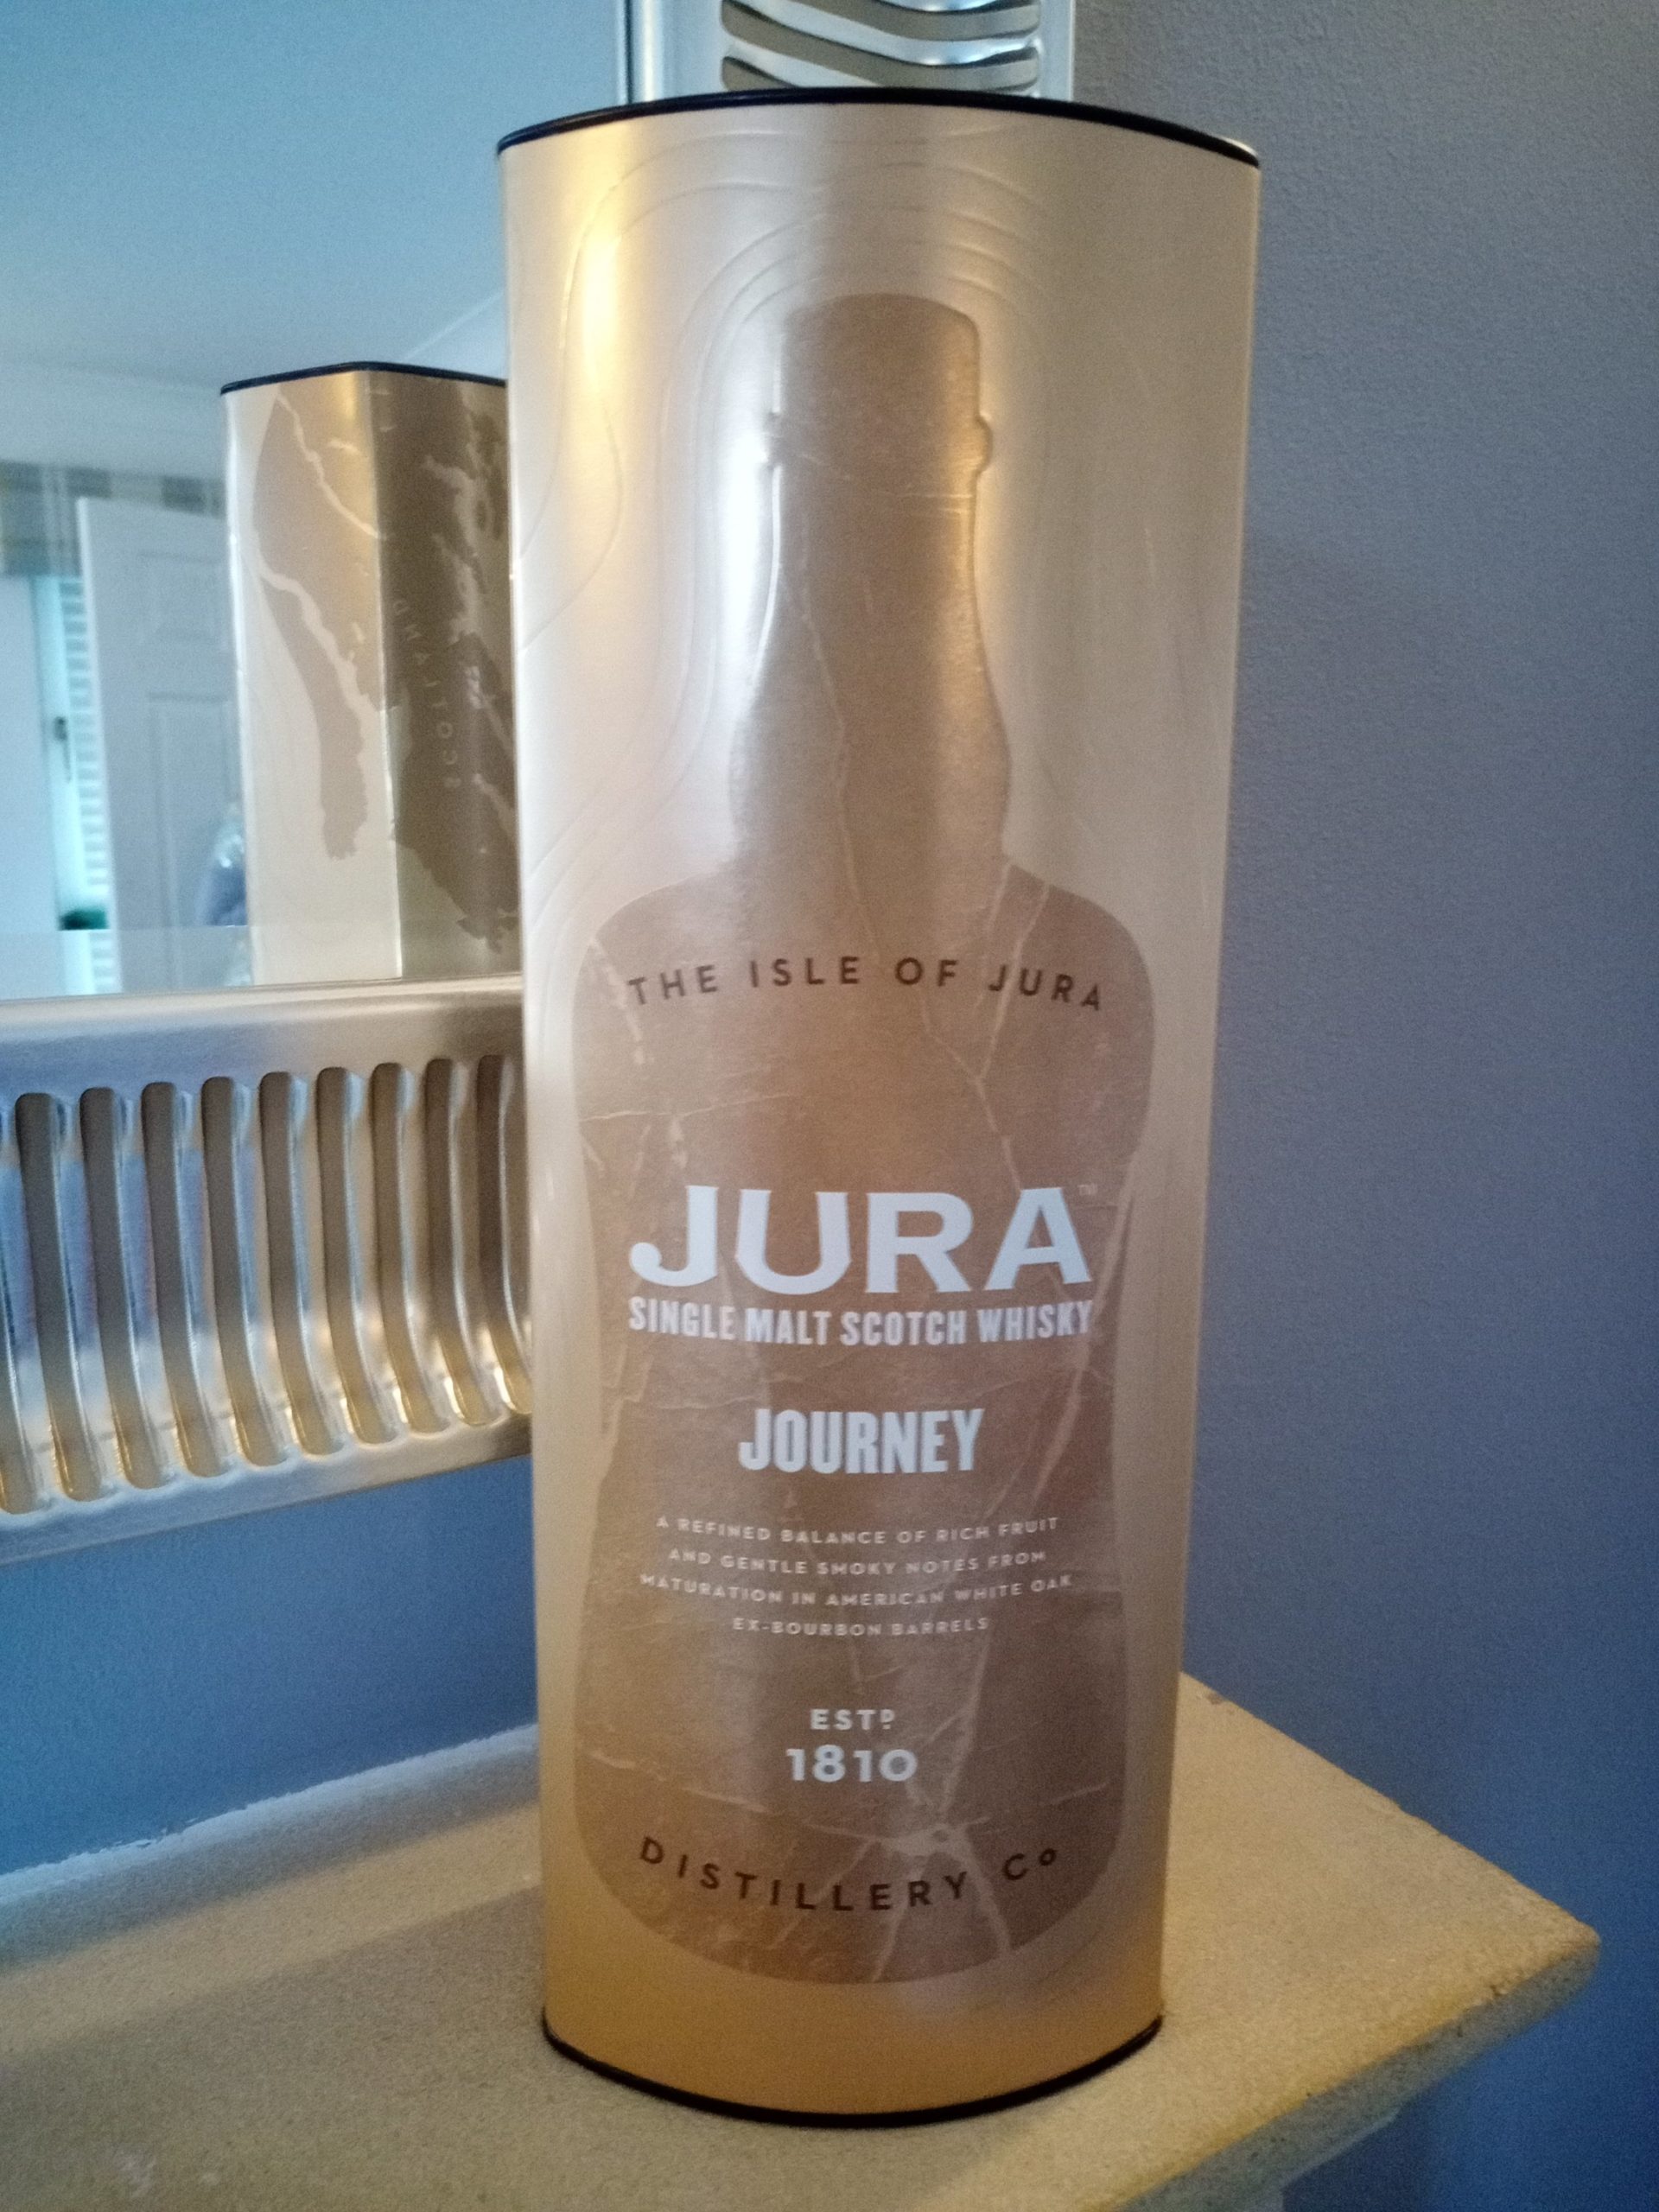 THE ISLE OF JURA
JURA™
SINGLE MALT SCOTCH WHISKY
JOURNEY
A REFINED BALANCE OF RICH FRUIT
AND GENTLE SMOKY NOTES FROM
MATURATION IN AMERICAN WHITE OAK
EX-BOURBON BARRELS
ESTD
1810
DISTILLERY Co
SCOTLAND